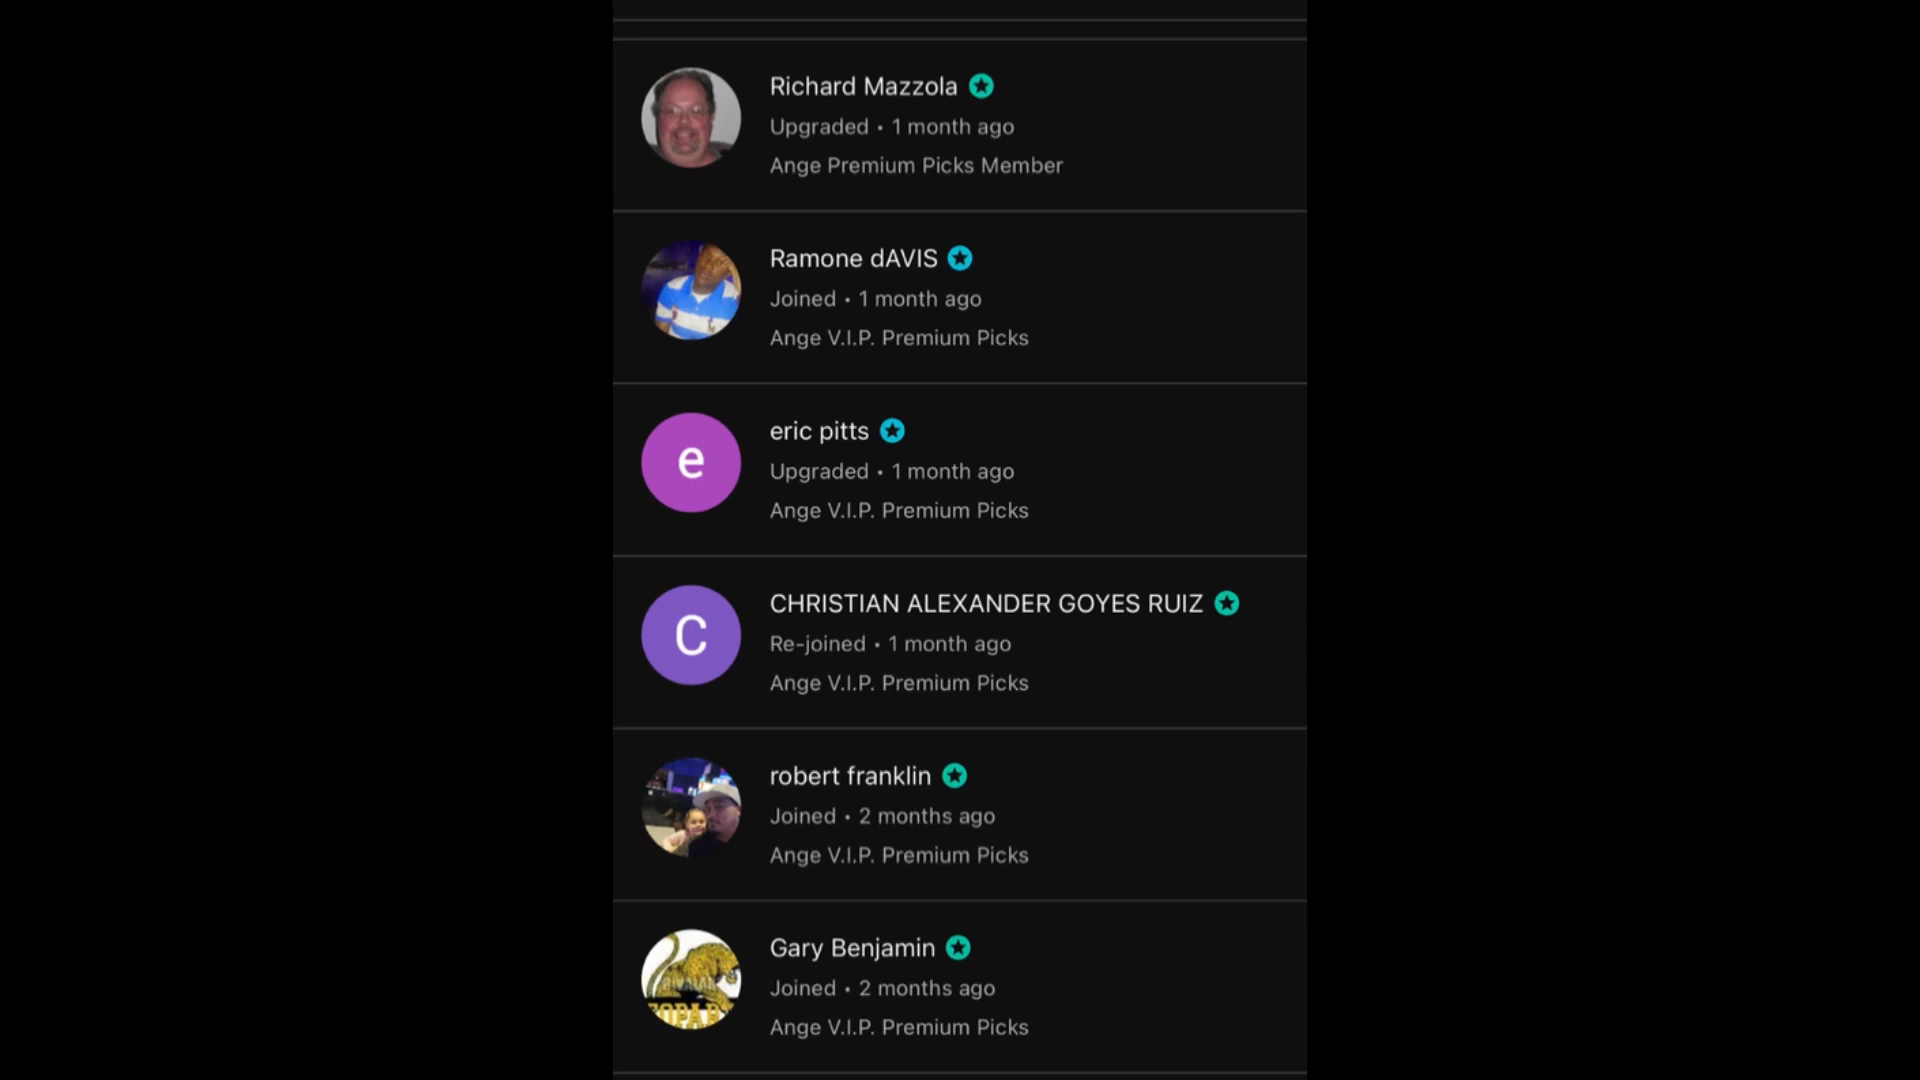 Richard Mazzola
Upgraded • 1 month ago
Ange Premium Picks Member
Ramone dAVIS
Joined • 1 month ago
Ange V.I.P. Premium Picks
e
eric pitts
Upgraded • 1 month ago
Ange V.I.P. Premium Picks
C
CHRISTIAN ALEXANDER GOYES RUIZ
Re-joined • 1 month ago
Ange V.I.P. Premium Picks
robert franklin
Joined • 2 months ago
Ange V.I.P. Premium Picks
Gary Benjamin
Joined • 2 months ago
Ange V.I.P. Premium Picks